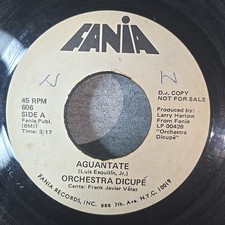 FANIA
45 RPM
606
SIDE A
Fania Publ.
(BMI)
Time: 3:17
D.J. COPY
NOT FOR SALE
Produced by:
Larry Harlow
From Fania
LP 00428
"Orchestra
Dicupé"
AGUANTATE
(Luis Esquilin, Jr.)
ORCHESTRA DICUPÉ
Canta: Frank Javier Vélez
FANIA RECORDS, INC. 888 7th. Ave. N.Y.C. 10019